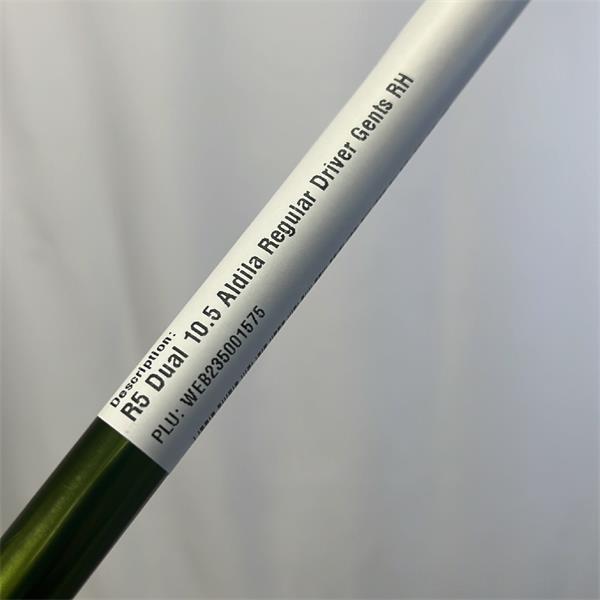 Description:
R5 Dual 10.5 Aldila Regular Driver Gents RH
PLU: WEB235001575